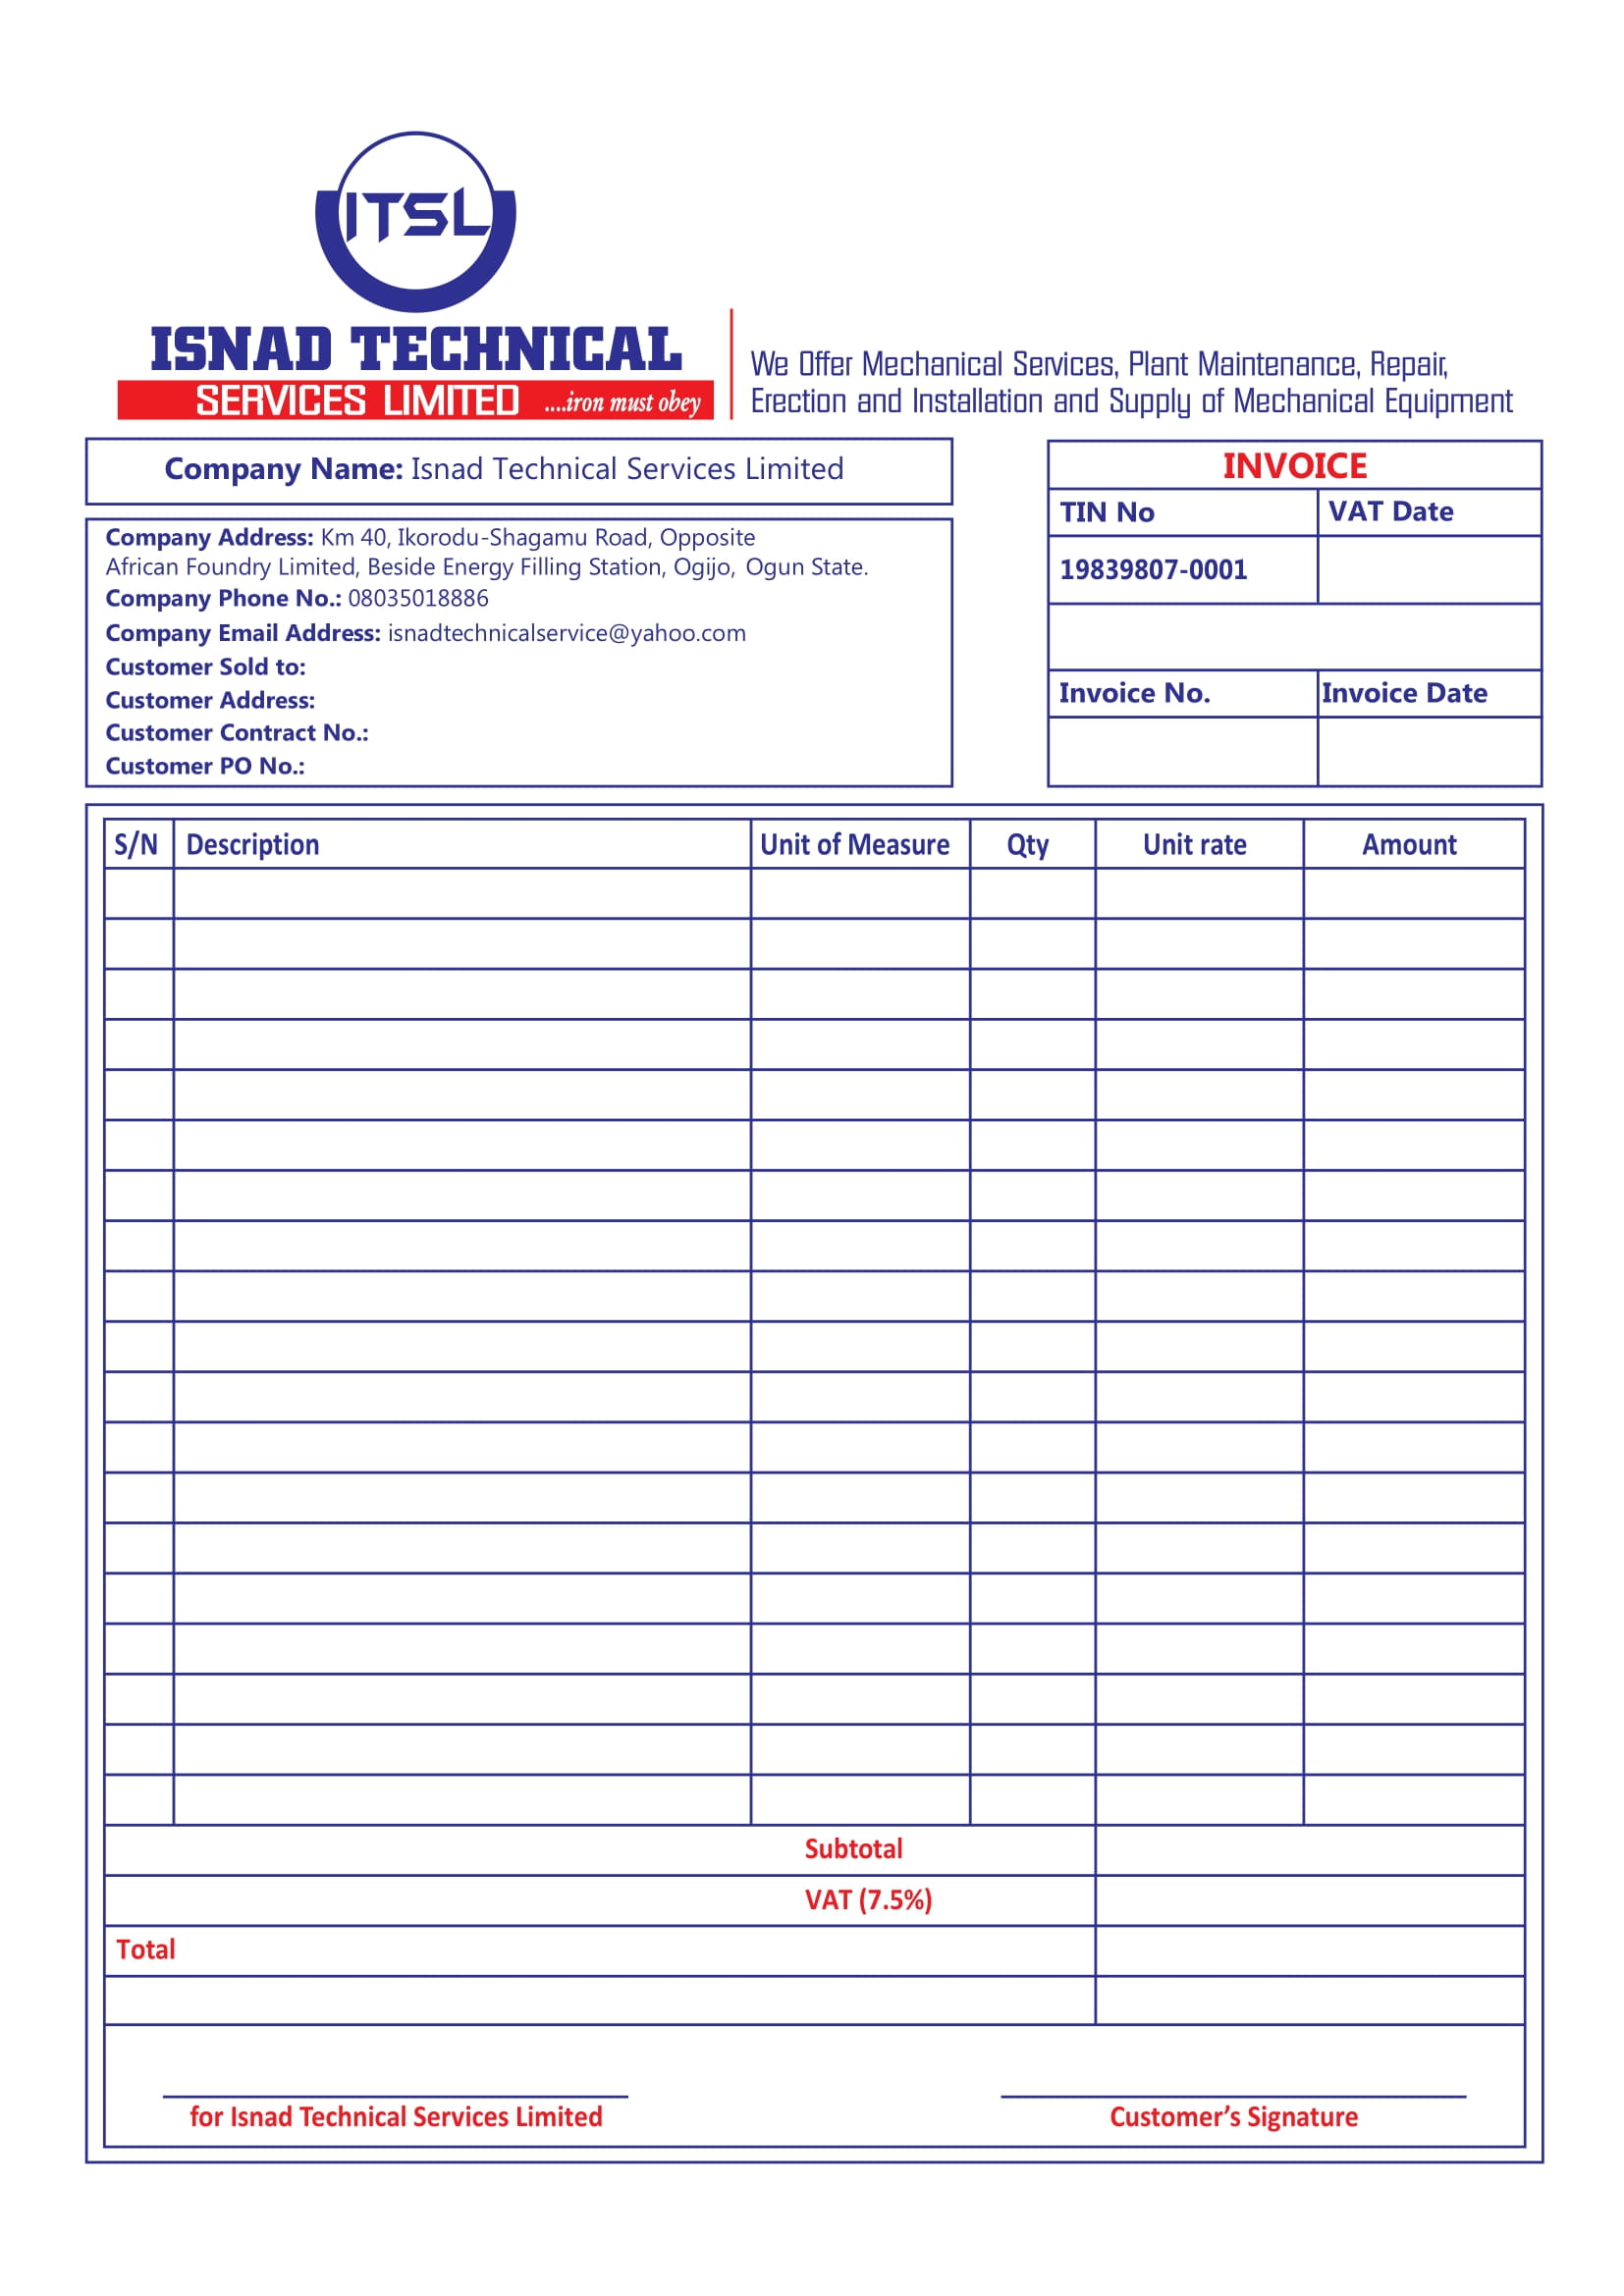 ITSL
ISNAD TECHNICAL
SERVICES LIMITED ....iron must obey
We Offer Mechanical Services, Plant Maintenance, Repair,
Erection and Installation and Supply of Mechanical Equipment
Company Name: Isnad Technical Services Limited
Company Address: Km 40, Ikorodu-Shagamu Road, Opposite
African Foundry Limited, Beside Energy Filling Station, Ogijo, Ogun State.
Company Phone No.: 08035018886
Company Email Address: isnadtechnicalservice@yahoo.com
Customer Sold to:
Customer Address:
Customer Contract No.:
Customer PO No.:
INVOICE
TIN No VAT Date
19839807-0001
Invoice No. Invoice Date
S/N Description Unit of Measure Qty Unit rate Amount
Subtotal
VAT (7.5%)
Total
for Isnad Technical Services Limited Customer’s Signature